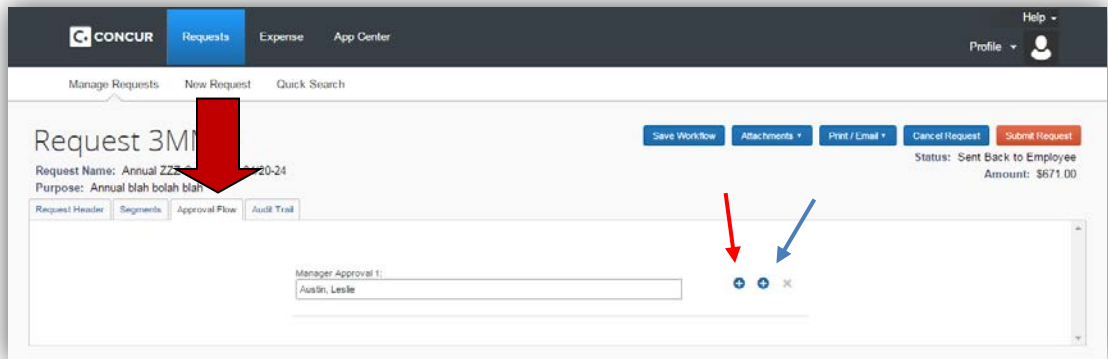 Help
C. CONCUR Requests Expense App Center
Profile
Manage Requests New Request Quick Search
Request 3M
Save Workflow Attachments Print / Email Cancel Request Submit Request
Status: Sent Back to Employee
Request Name: Annual ZZZ 20-24
Amount: $671.00
Purpose: Annual blah bolah blah
Request Header Segments Approval Flow Audit Trail
Manager Approval 1:
Austin, Leslie